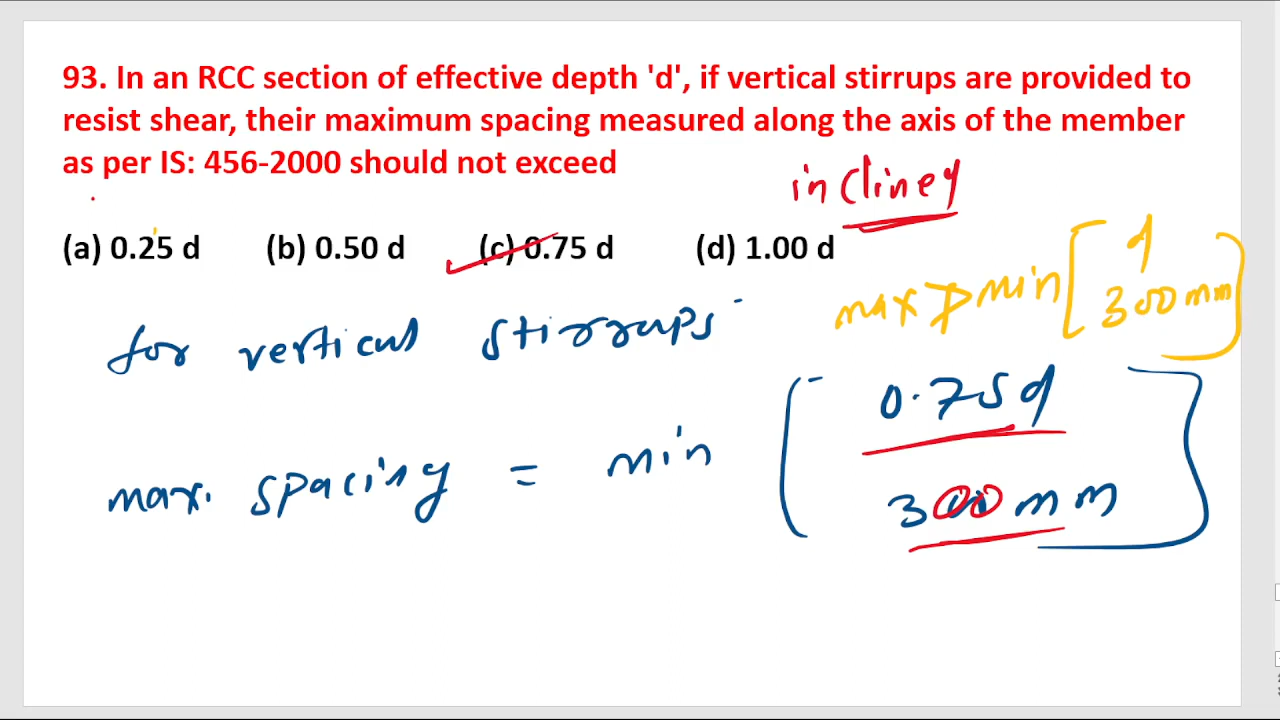 93. In an RCC section of effective depth 'd', if vertical stirrups are provided to
resist shear, their maximum spacing measured along the axis of the member
as per IS: 456-2000 should not exceed
inclined
(a) 0.25 d (b) 0.50 d (c) 0.75 d (d) 1.00 d
max ≯ min [ d
300mm ]
for vertical stirrups
max. spacing = min [ 0.75d
300mm ]